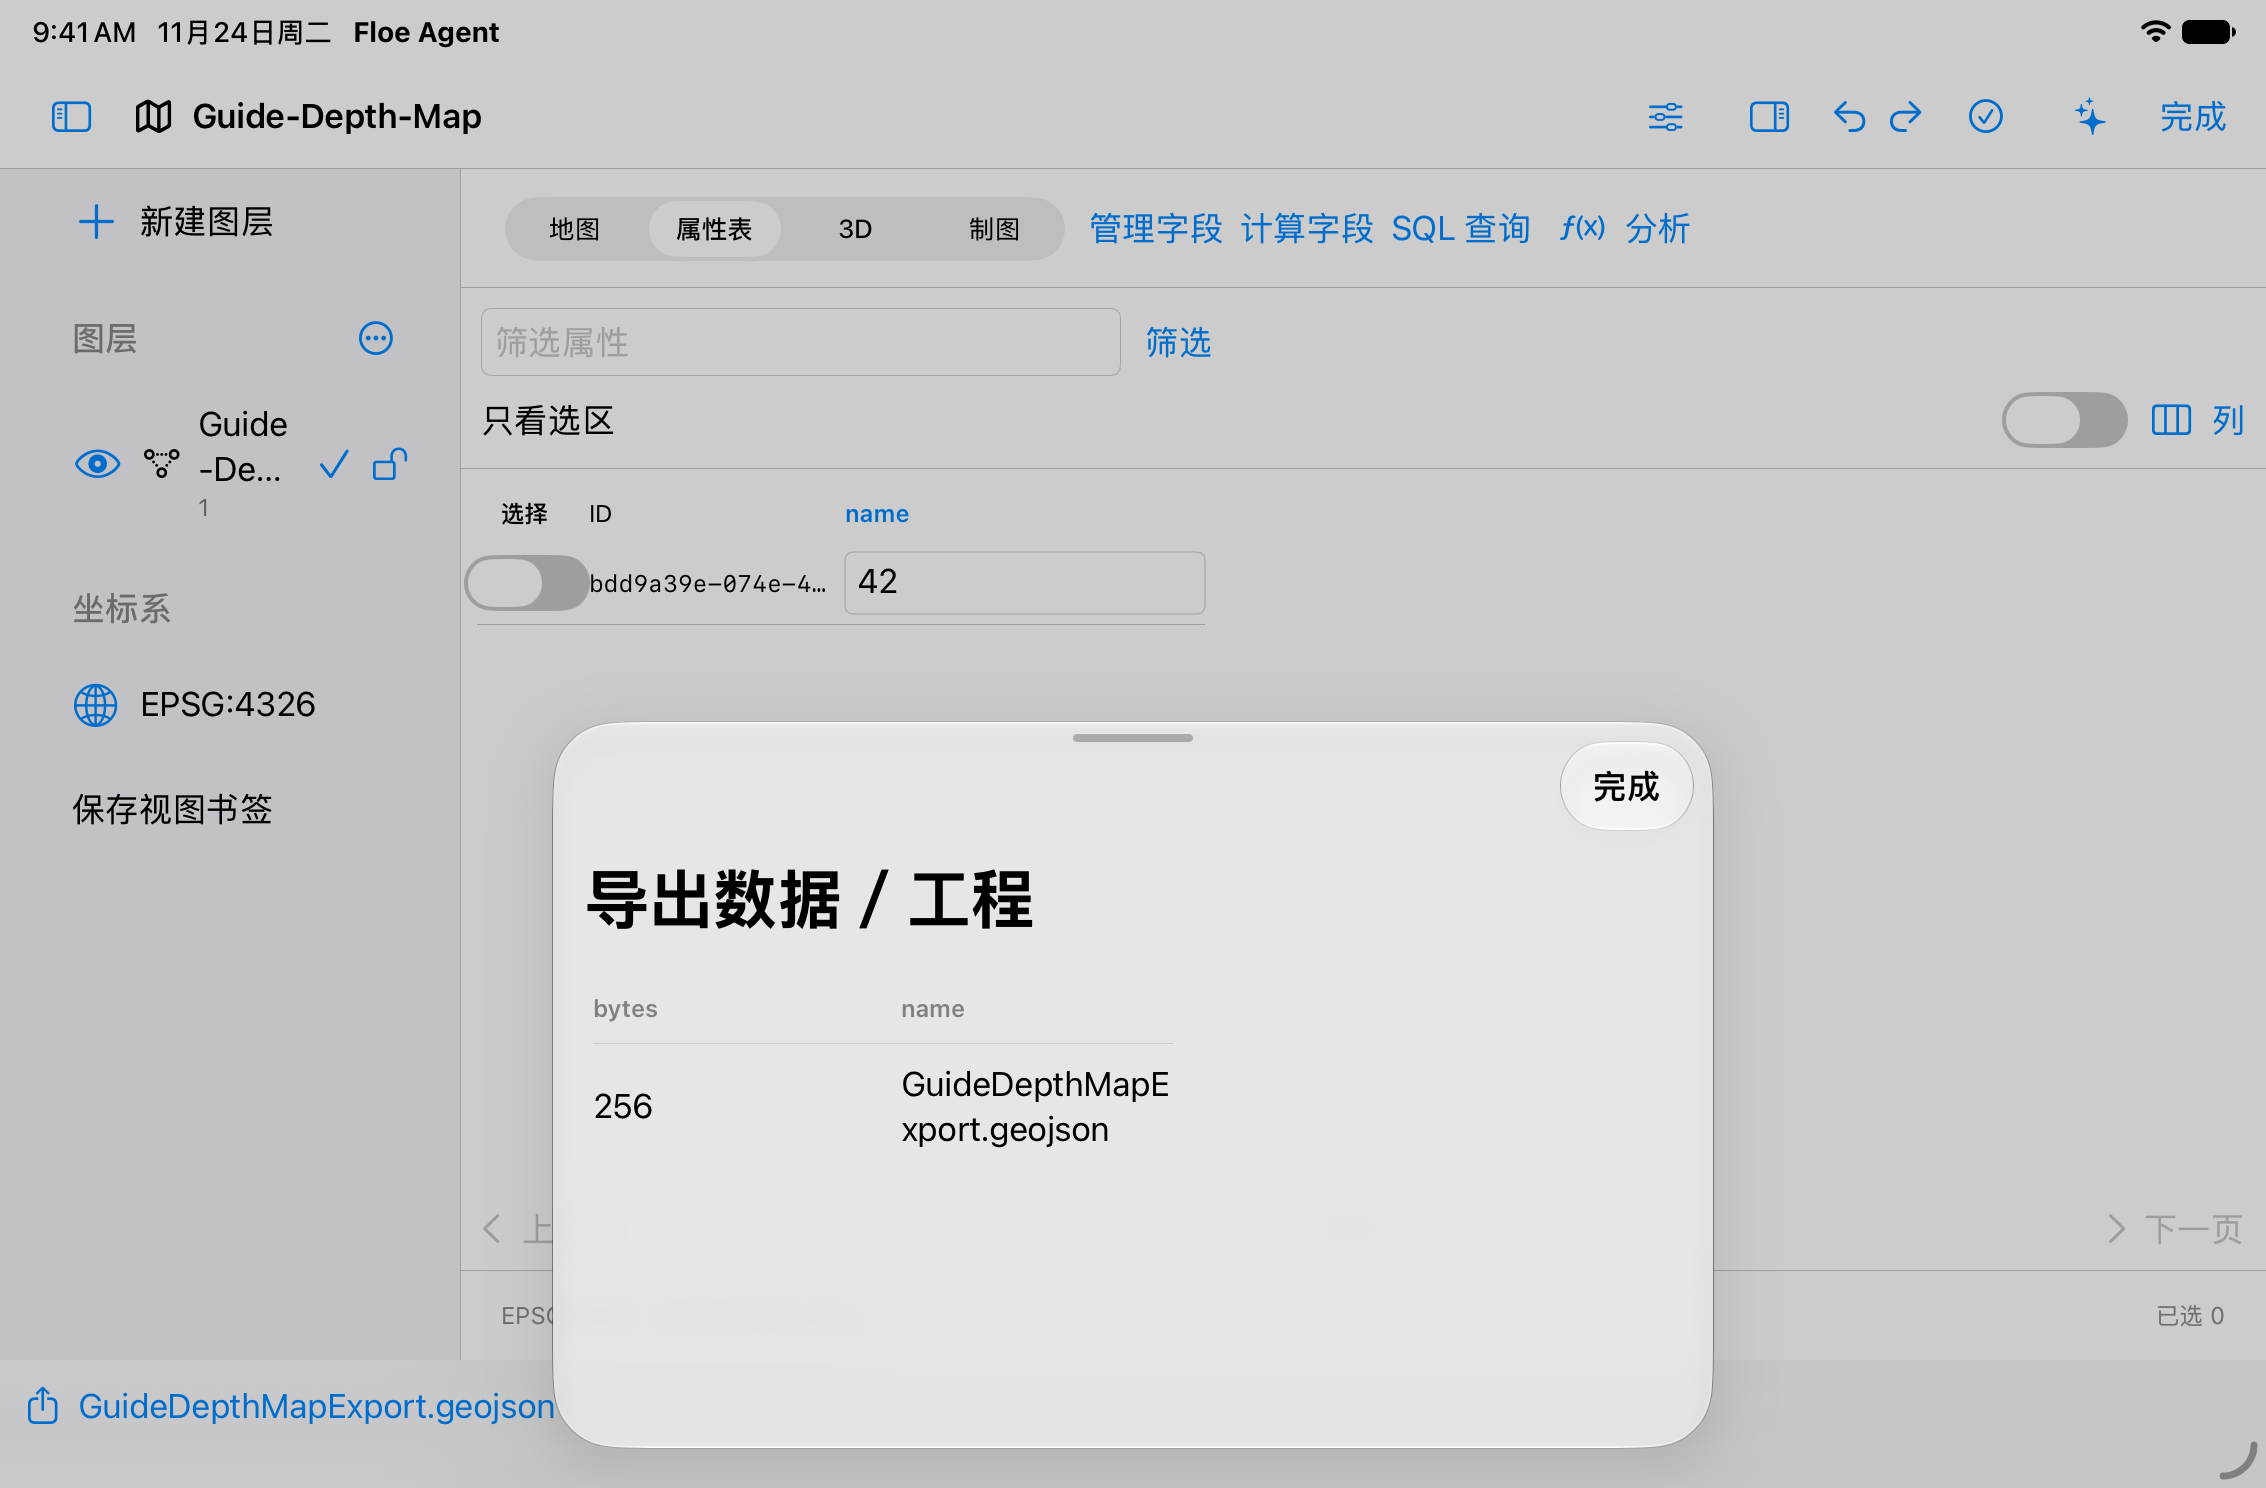 9:41 AM 11月24日周二 Floe Agent
Guide-Depth-Map
完成
新建图层
地图 属性表 3D 制图 管理字段 计算字段 SQL 查询 f(x) 分析
图层
筛选属性 筛选
Guide
-De...
1
只看选区 列
选择 ID name
bdd9a39e-074e-4... 42
坐标系
EPSG:4326
保存视图书签
完成
导出数据 / 工程
bytes name
256 GuideDepthMapE
xport.geojson
上 下一页
EPSG 已选 0
GuideDepthMapExport.geojson